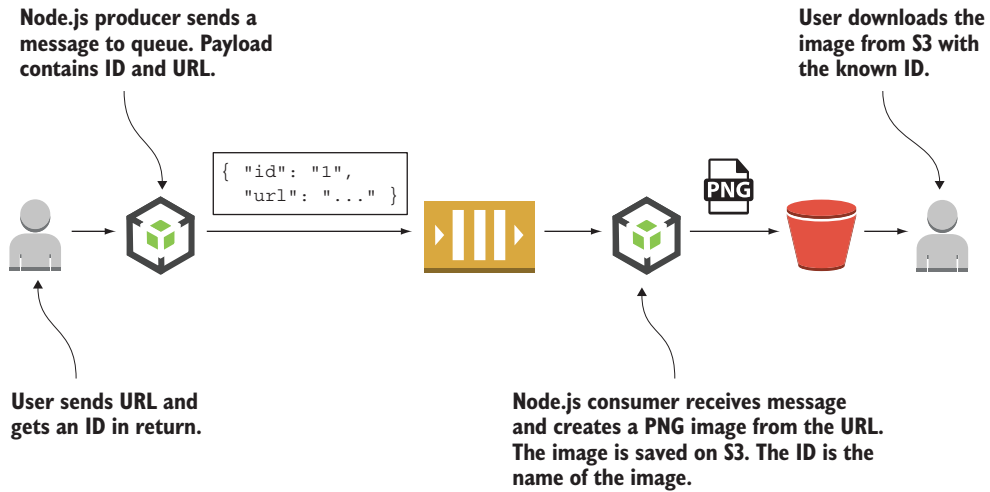 Node.js producer sends a
message to queue. Payload
contains ID and URL.
User downloads the
image from S3 with
the known ID.
{ "id": "1",
"url": "..." }
PNG
User sends URL and
gets an ID in return.
Node.js consumer receives message
and creates a PNG image from the URL.
The image is saved on S3. The ID is the
name of the image.